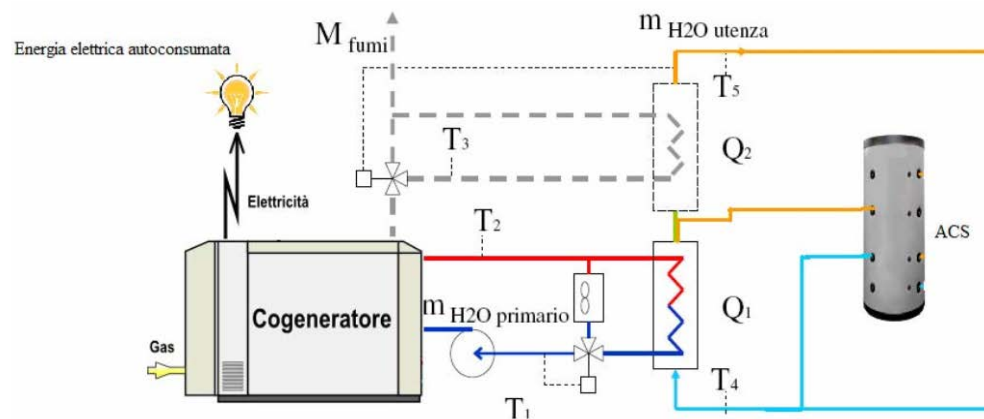 Energia elettrica autoconsumata
M fumi
m H2O utenza
T5
T3
Q2
Elettricità
T2
ACS
Cogeneratore
m H2O primario
Q1
Gas
T1
T4